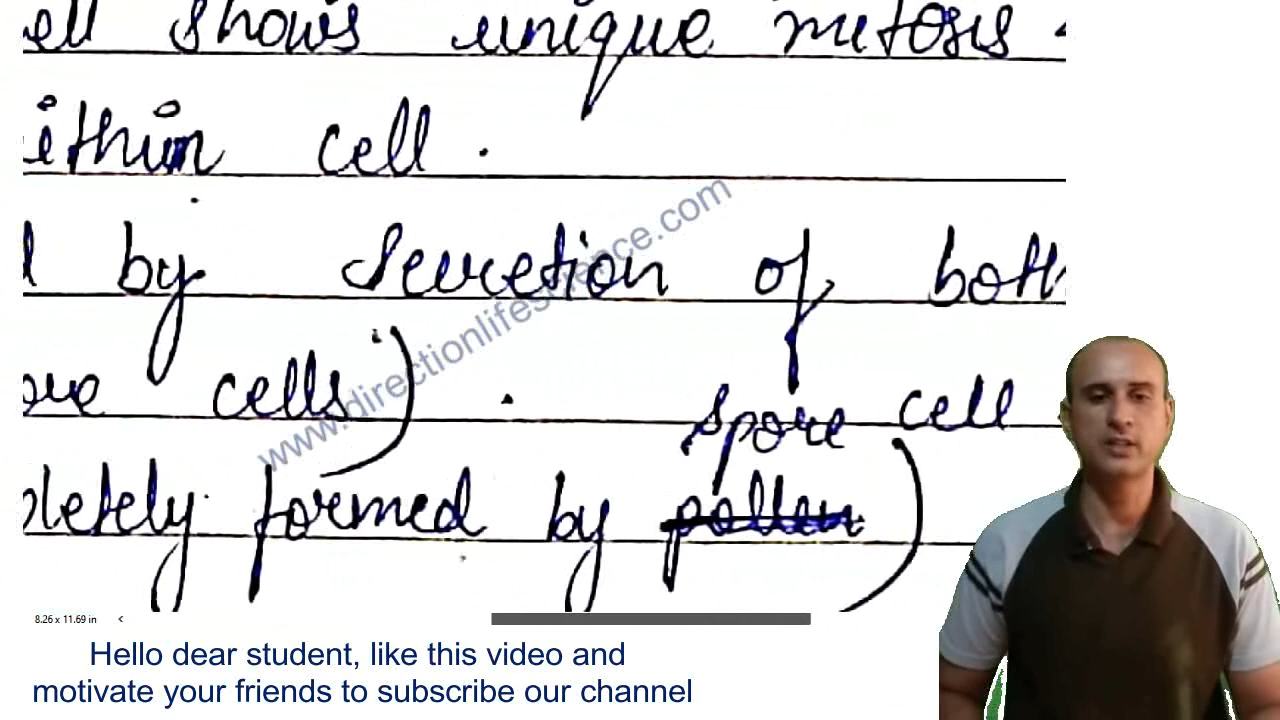 ell shows unique mitosis
ithin cell .
by secretion of both
cells) .
spore cell
pletely formed by pollen)
www.directionlifescience.com
8.26 x 11.69 in
Hello dear student, like this video and
motivate your friends to subscribe our channel